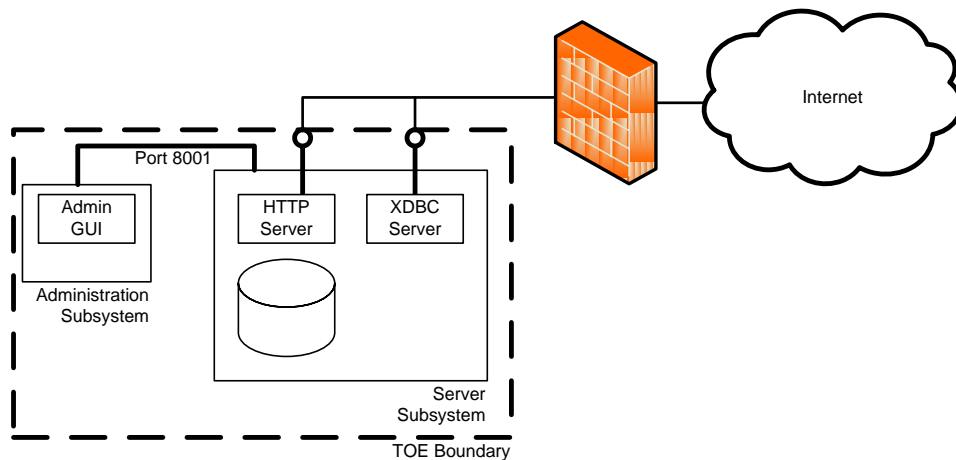 Internet
Port 8001
Admin
GUI
HTTP
Server
XDBC
Server
Administration
Subsystem
Server
Subsystem
TOE Boundary